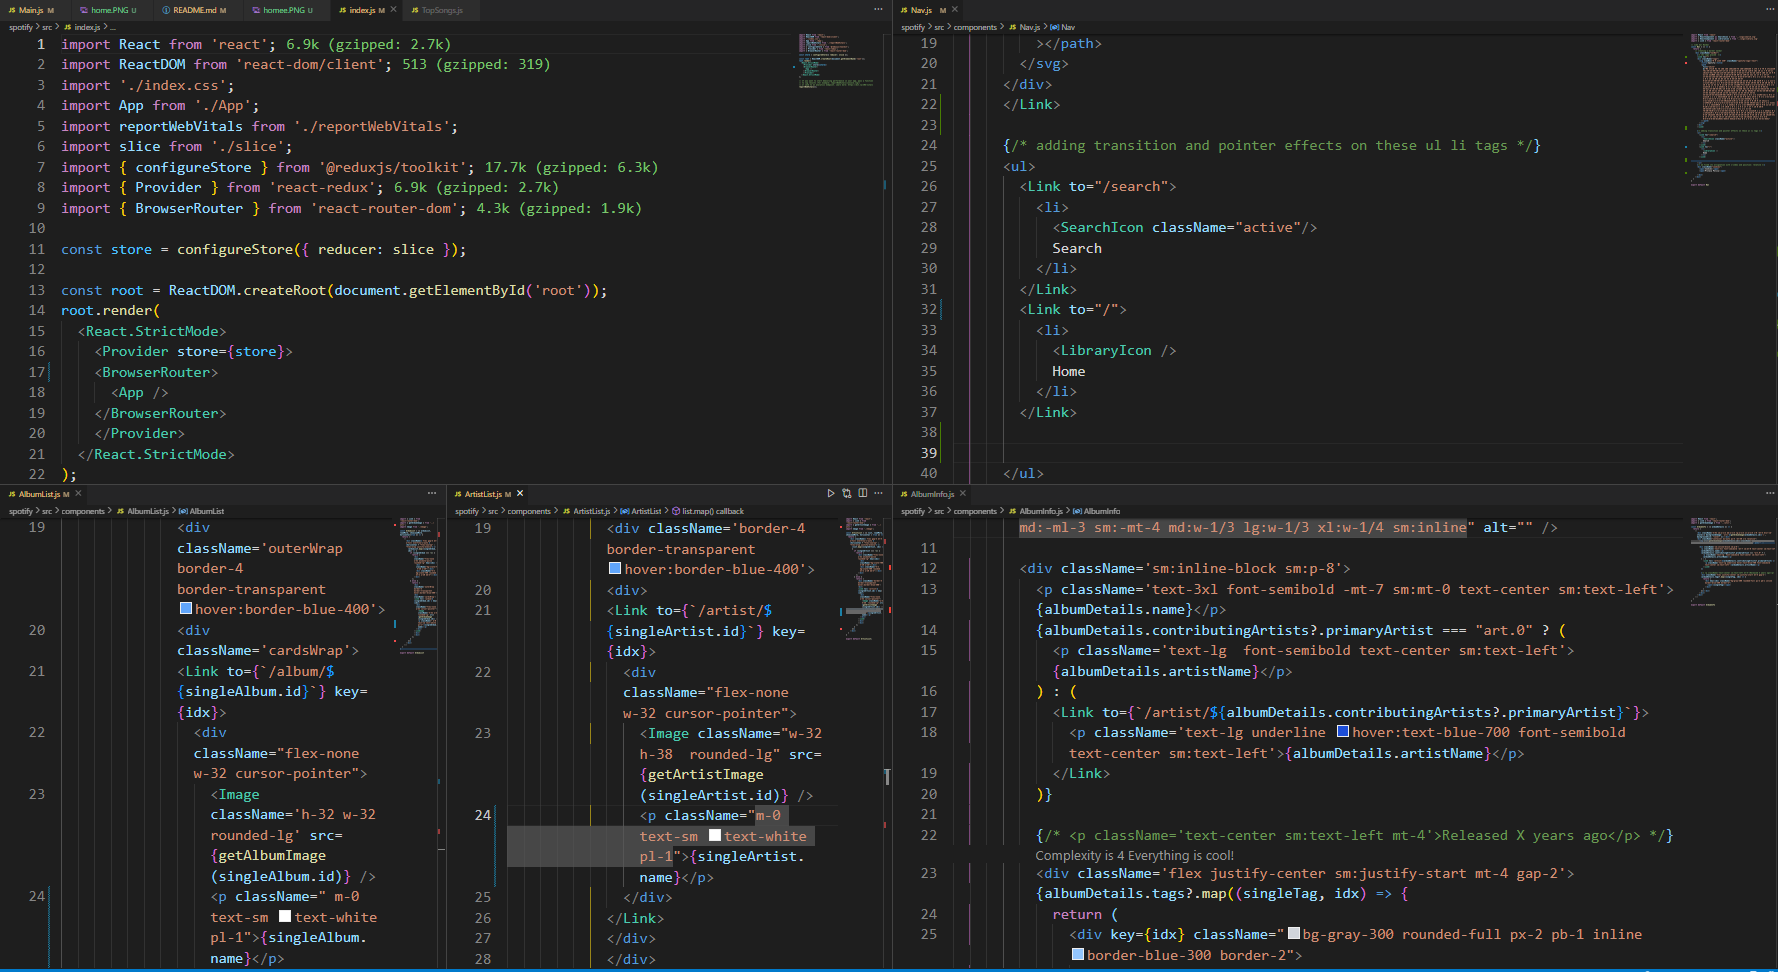 JS Main.js M home.PNG U README.md M homee.PNG U JS index.js M × JS TopSongs.js ···
spotify > src > JS index.js > ...
1 import React from 'react'; 6.9k (gzipped: 2.7k)
2 import ReactDOM from 'react-dom/client'; 513 (gzipped: 319)
3 import './index.css';
4 import App from './App';
5 import reportWebVitals from './reportWebVitals';
6 import slice from './slice';
7 import { configureStore } from '@reduxjs/toolkit'; 17.7k (gzipped: 6.3k)
8 import { Provider } from 'react-redux'; 6.9k (gzipped: 2.7k)
9 import { BrowserRouter } from 'react-router-dom'; 4.3k (gzipped: 1.9k)
10
11 const store = configureStore({ reducer: slice });
12
13 const root = ReactDOM.createRoot(document.getElementById('root'));
14 root.render(
15 <React.StrictMode>
16 <Provider store={store}>
17 <BrowserRouter>
18 <App />
19 </BrowserRouter>
20 </Provider>
21 </React.StrictMode>
22 );
JS Nav.js M × ···
spotify > src > components > JS Nav.js > Nav
19 ></path>
20 </svg>
21 </div>
22 </Link>
23
24 {/* adding transition and pointer effects on these ul li tags */}
25 <ul>
26 <Link to="/search">
27 <li>
28 <SearchIcon className="active"/>
29 Search
30 </li>
31 </Link>
32 <Link to="/">
33 <li>
34 <LibraryIcon />
35 Home
36 </li>
37 </Link>
38
39
40 </ul>
JS AlbumList.js M × ···
spotify > src > components > JS AlbumList.js > AlbumList
19 <div
className='outerWrap
border-4
border-transparent
hover:border-blue-400'>
20 <div
className='cardsWrap'>
21 <Link to={`/album/$
{singleAlbum.id}`} key=
{idx}>
22 <div
className="flex-none
w-32 cursor-pointer">
23 <Image
className='h-32 w-32
rounded-lg' src=
{getAlbumImage
(singleAlbum.id)} />
24 <p className=" m-0
text-sm text-white
pl-1">{singleAlbum.
name}</p>
JS ArtistList.js M × ···
spotify > src > components > JS ArtistList.js > ArtistList > list.map() callback
19 <div className='border-4
border-transparent
hover:border-blue-400'>
20 <div>
21 <Link to={`/artist/$
{singleArtist.id}`} key=
{idx}>
22 <div
className="flex-none
w-32 cursor-pointer">
23 <Image className="w-32
h-38  rounded-lg" src=
{getArtistImage
(singleArtist.id)} />
24 <p className="m-0
text-sm text-white
pl-1">{singleArtist.
name}</p>
25 </div>
26 </Link>
27 </div>
28 </div>
JS AlbumInfo.js × ···
spotify > src > components > JS AlbumInfo.js > AlbumInfo
md:-ml-3 sm:-mt-4 md:w-1/3 lg:w-1/3 xl:w-1/4 sm:inline" alt="" />
11
12 <div className='sm:inline-block sm:p-8'>
13 <p className='text-3xl font-semibold -mt-7 sm:mt-0 text-center sm:text-left'>
{albumDetails.name}</p>
14 {albumDetails.contributingArtists?.primaryArtist === "art.0" ? (
15 <p className='text-lg  font-semibold text-center sm:text-left'>
{albumDetails.artistName}</p>
16 ) : (
17 <Link to={`/artist/${albumDetails.contributingArtists?.primaryArtist}`}>
18 <p className='text-lg underline hover:text-blue-700 font-semibold
text-center sm:text-left'>{albumDetails.artistName}</p>
19 </Link>
20 )}
21
22 {/* <p className='text-center sm:text-left mt-4'>Released X years ago</p> */}
Complexity is 4 Everything is cool!
23 <div className='flex justify-center sm:justify-start mt-4 gap-2'>
{albumDetails.tags?.map((singleTag, idx) => {
24 return (
25 <div key={idx} className="bg-gray-300 rounded-full px-2 pb-1 inline
border-blue-300 border-2">